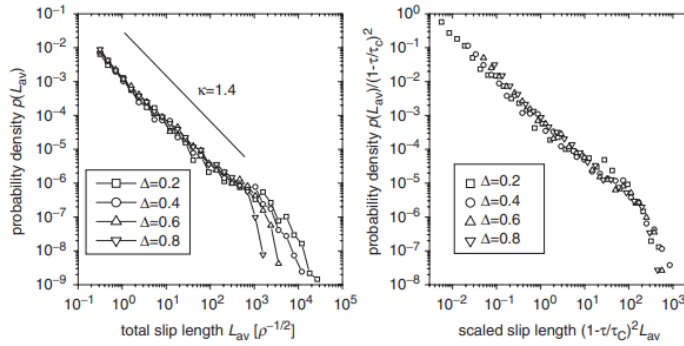 10^-1
10^-2
10^-3
10^-4
10^-5
10^-6
10^-7
10^-8
10^-9
probability density p(L_av)
κ=1.4
Δ=0.2
Δ=0.4
Δ=0.6
Δ=0.8
10^-1 10^0 10^1 10^2 10^3 10^4 10^5
total slip length L_av [ρ^-1/2]
10^0
10^-1
10^-2
10^-3
10^-4
10^-5
10^-6
10^-7
10^-8
probability density p(L_av)/(1-τ/τ_C)^2
Δ=0.2
Δ=0.4
Δ=0.6
Δ=0.8
10^-2 10^-1 10^0 10^1 10^2 10^3
scaled slip length (1-τ/τ_C)^2L_av